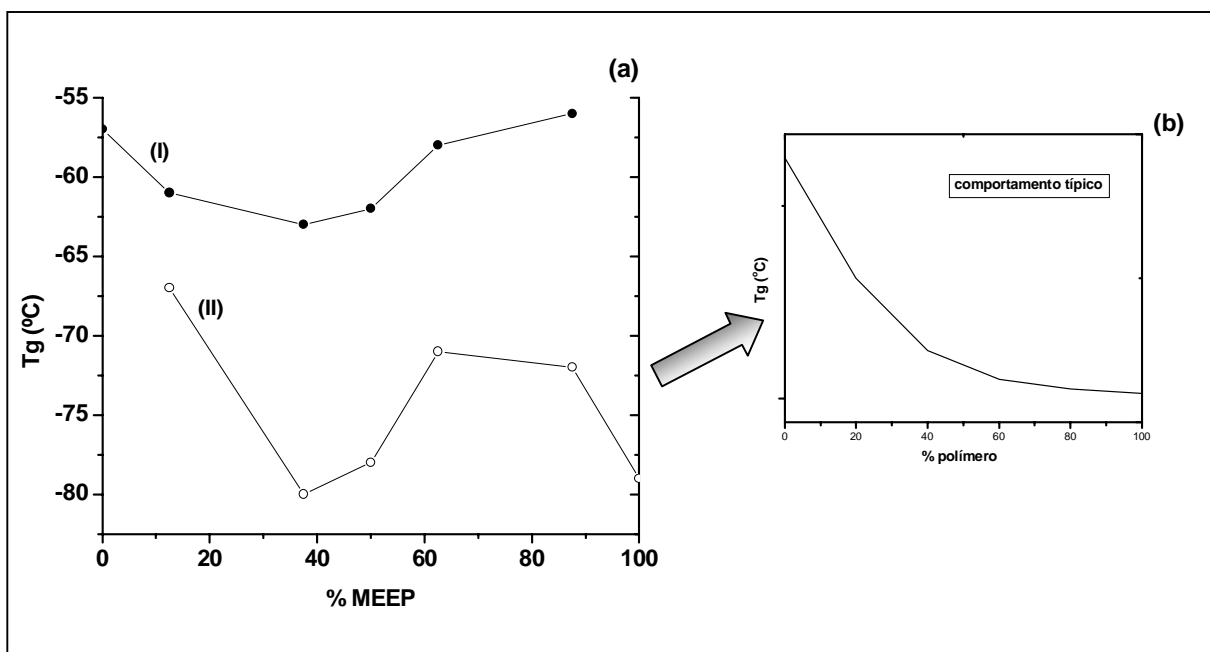 (a)
-55
-60
-65
-70
-75
-80
Tg (ºC)
(I)
(II)
0 20 40 60 80 100
% MEEP
(b)
comportamento típico
Tg (°C)
0 20 40 60 80 100
% polímero